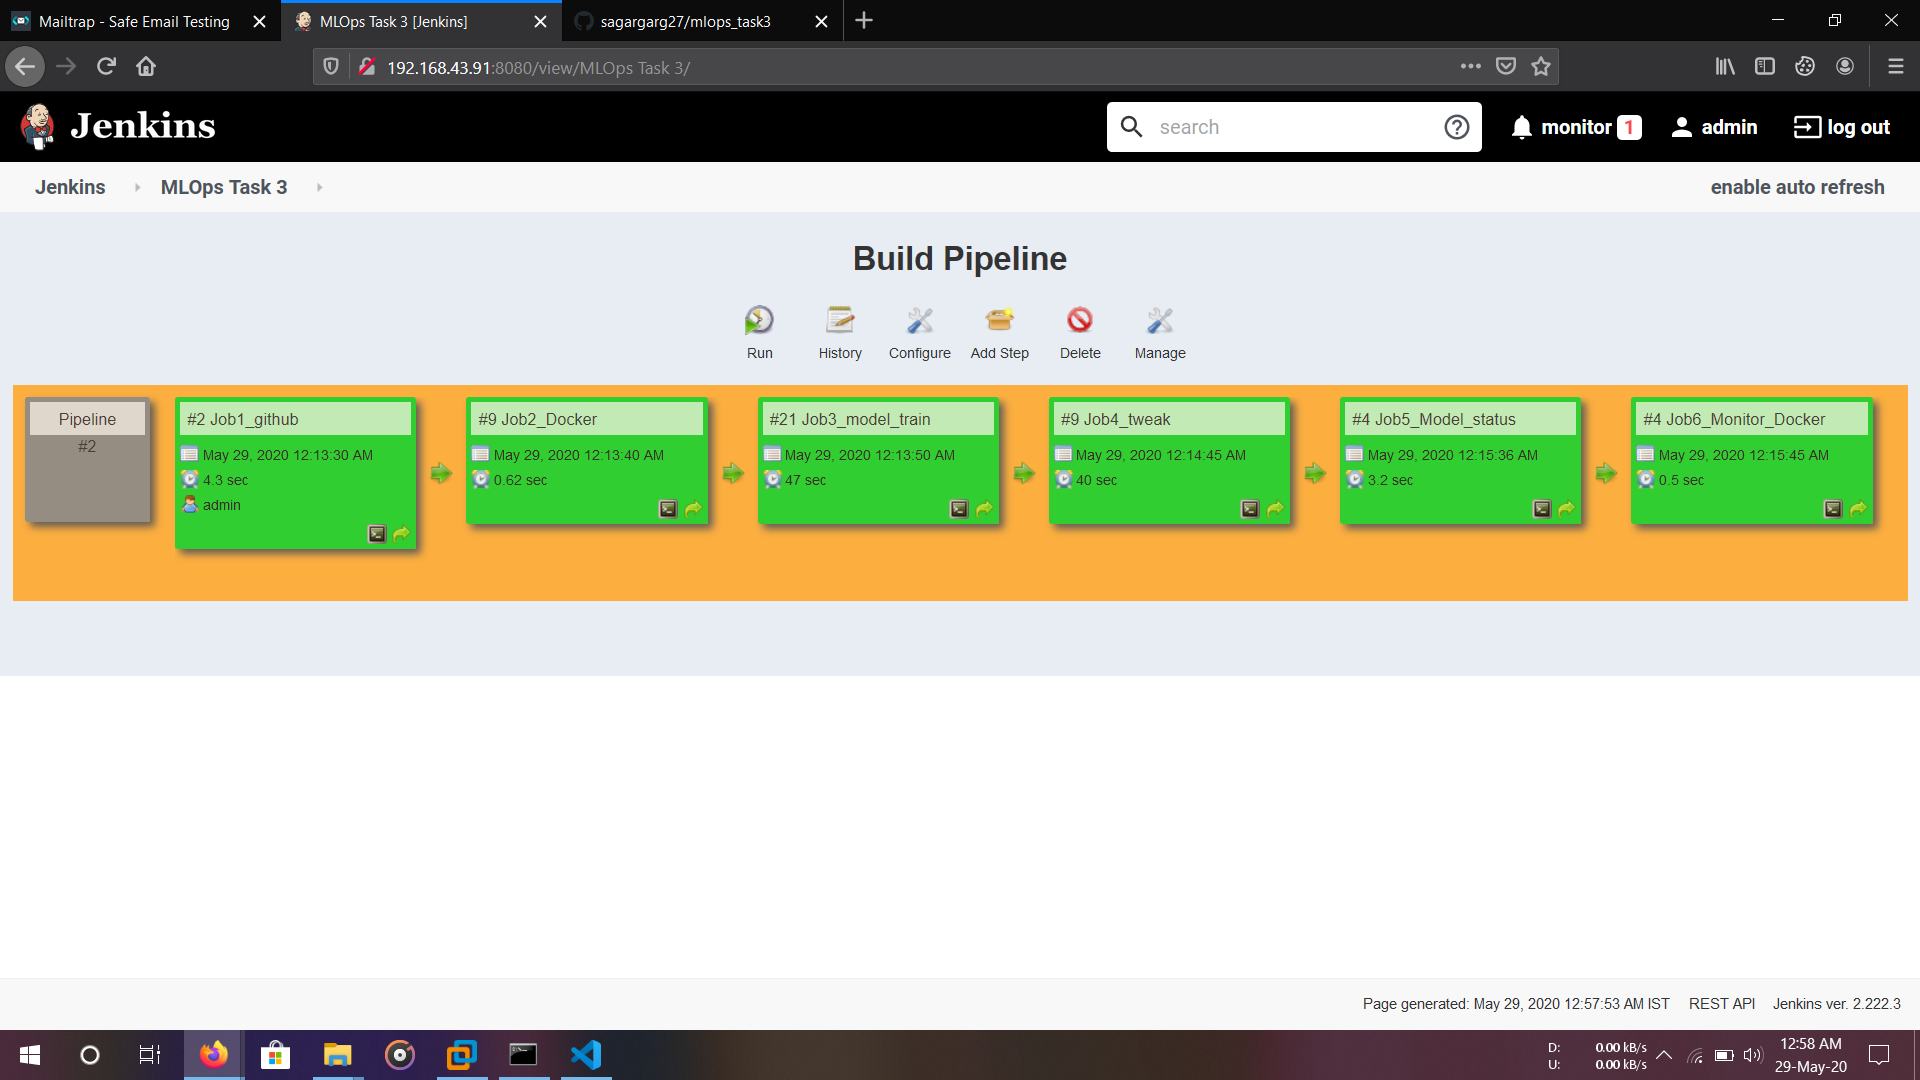 Mailtrap - Safe Email Testing
MLOps Task 3 [Jenkins]
sagargarg27/mlops_task3
192.168.43.91:8080/view/MLOps Task 3/
Jenkins
search
monitor 1
admin
log out
Jenkins
MLOps Task 3
enable auto refresh
Build Pipeline
Run
History
Configure
Add Step
Delete
Manage
Pipeline
#2
#2 Job1_github
May 29, 2020 12:13:30 AM
4.3 sec
admin
#9 Job2_Docker
May 29, 2020 12:13:40 AM
0.62 sec
#21 Job3_model_train
May 29, 2020 12:13:50 AM
47 sec
#9 Job4_tweak
May 29, 2020 12:14:45 AM
40 sec
#4 Job5_Model_status
May 29, 2020 12:15:36 AM
3.2 sec
#4 Job6_Monitor_Docker
May 29, 2020 12:15:45 AM
0.5 sec
Page generated: May 29, 2020 12:57:53 AM IST
REST API
Jenkins ver. 2.222.3
D: 0.00 kB/s
U: 0.00 kB/s
12:58 AM
29-May-20